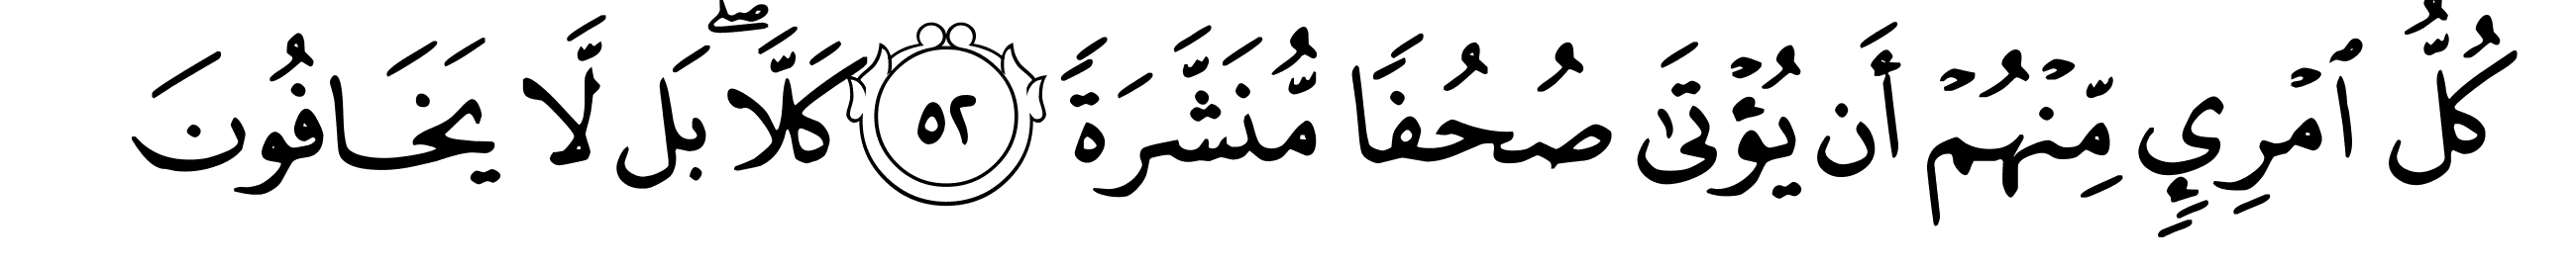 كُلُّ ٱمْرِيٍٕ مِّنْهُمْ أَن يُؤْتَىٰ صُحُفًا مُّنَشَّرَةً ٥٢ كَلَّاۖ بَل لَّا يَخَافُونَ